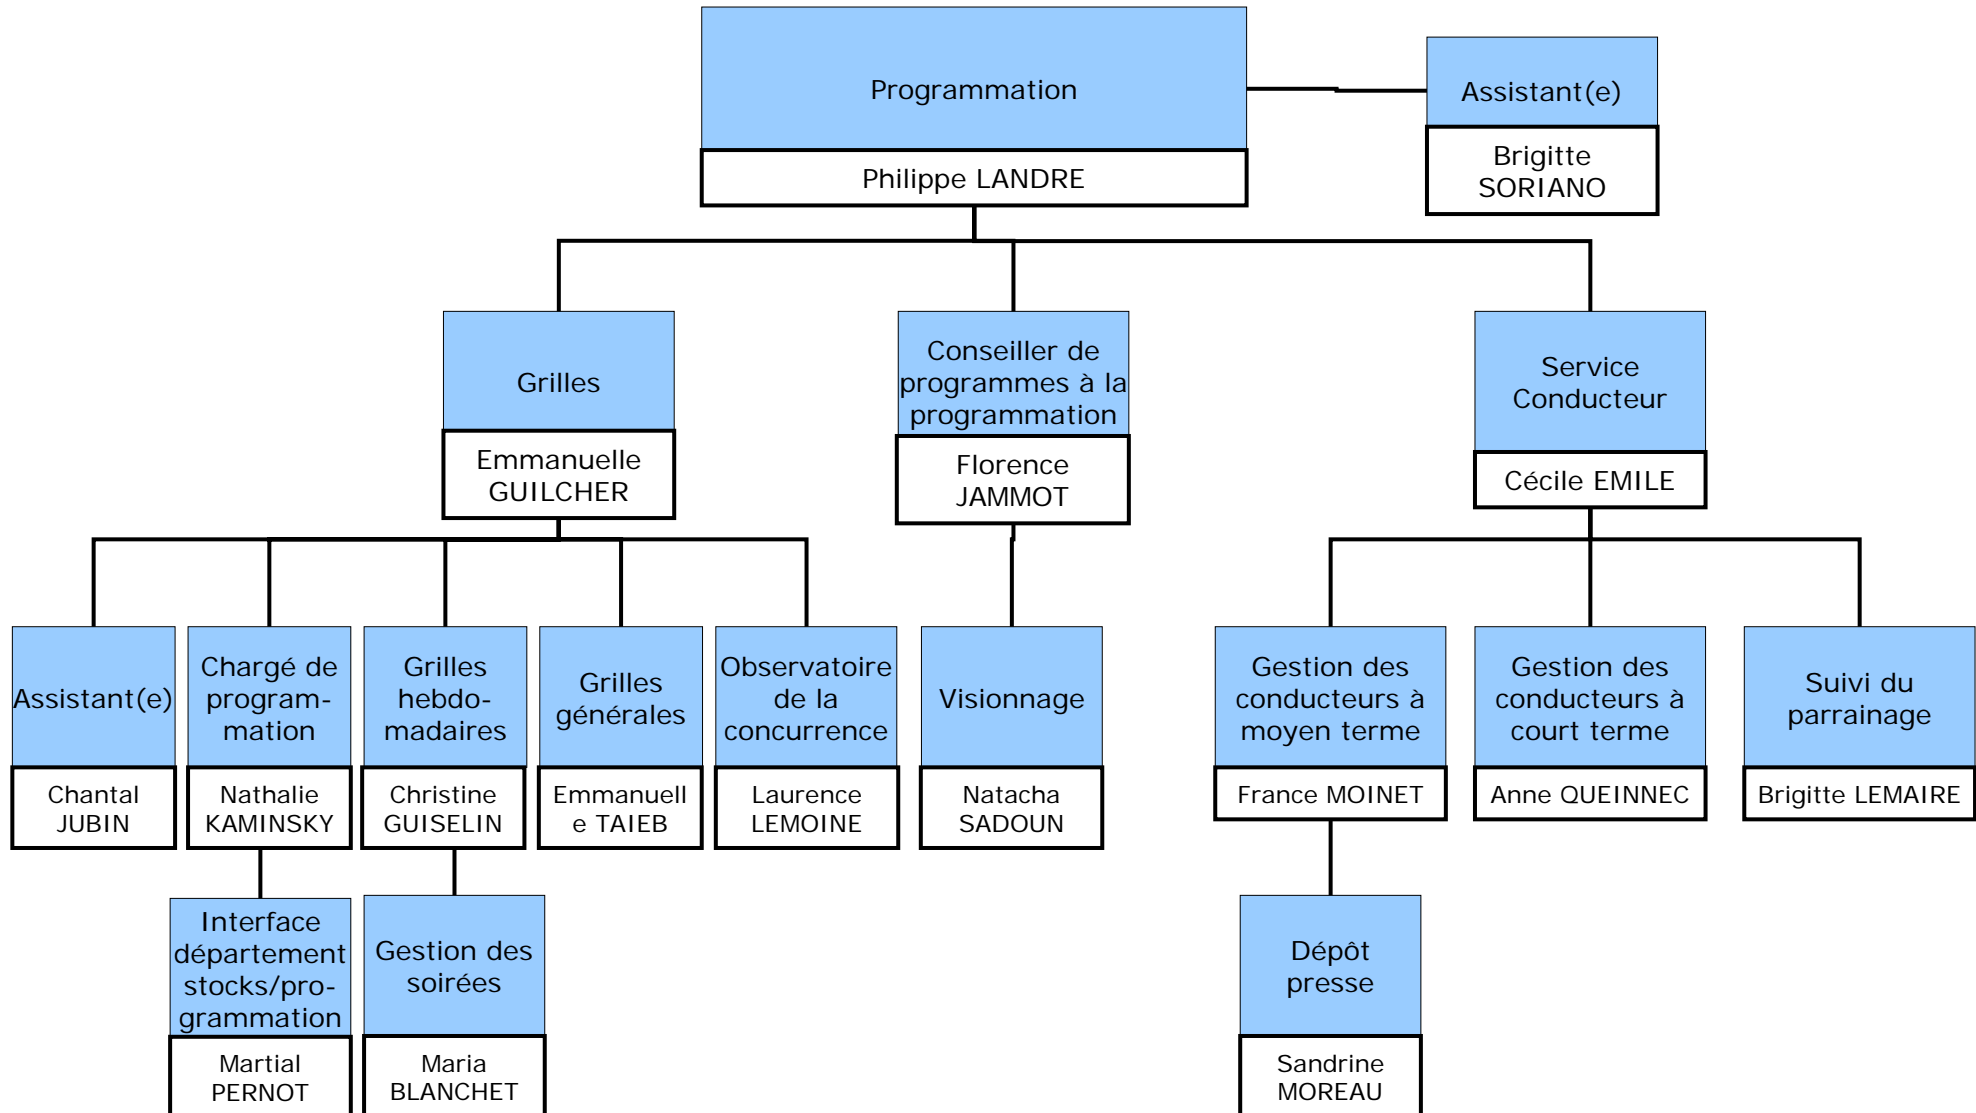 Programmation
Philippe LANDRE
Assistant(e)
Brigitte
SORIANO
Grilles
Emmanuelle
GUILCHER
Conseiller de
programmes à la
programmation
Florence
JAMMOT
Service
Conducteur
Cécile EMILE
Assistant(e)
Chantal
JUBIN
Chargé de
program-
mation
Nathalie
KAMINSKY
Grilles
hebdo-
madaires
Christine
GUISELIN
Grilles
générales
Emmanuell
e TAIEB
Observatoire
de la
concurrence
Laurence
LEMOINE
Visionnage
Natacha
SADOUN
Gestion des
conducteurs à
moyen terme
France MOINET
Gestion des
conducteurs à
court terme
Anne QUEINNEC
Suivi du
parrainage
Brigitte LEMAIRE
Interface
département
stocks/pro-
grammation
Martial
PERNOT
Gestion des
soirées
Maria
BLANCHET
Dépôt
presse
Sandrine
MOREAU